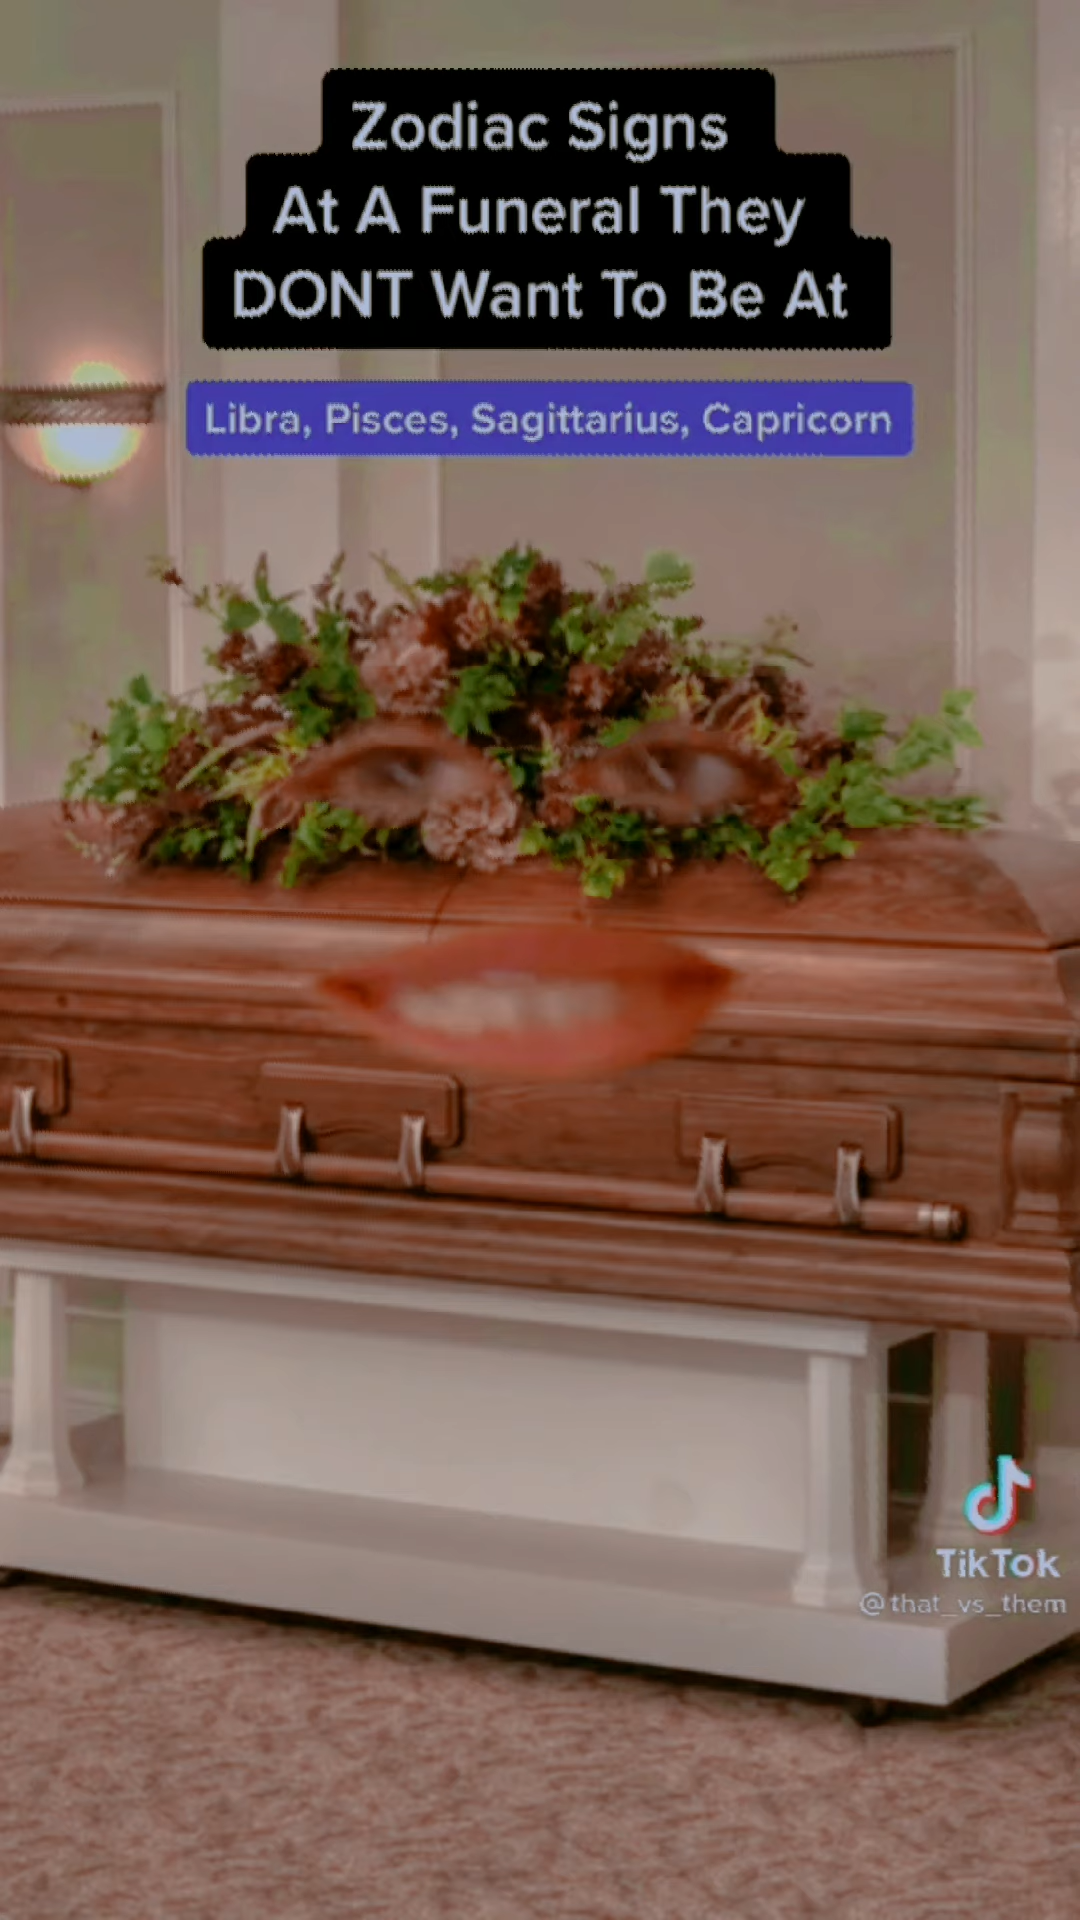 Zodiac Signs
At A Funeral They
DONT Want To Be At
Libra, Pisces, Sagittarius, Capricorn
TikTok
@that_vs_them